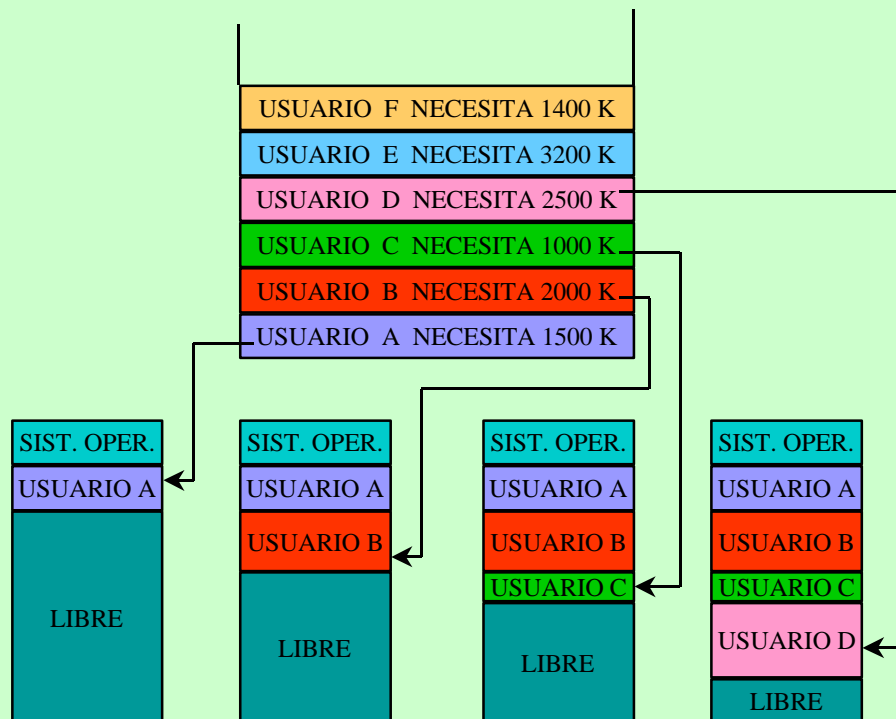 USUARIO F NECESITA 1400 K
USUARIO E NECESITA 3200 K
USUARIO D NECESITA 2500 K
USUARIO C NECESITA 1000 K
USUARIO B NECESITA 2000 K
USUARIO A NECESITA 1500 K
SIST. OPER.
USUARIO A
LIBRE
SIST. OPER.
USUARIO A
USUARIO B
LIBRE
SIST. OPER.
USUARIO A
USUARIO B
USUARIO C
LIBRE
SIST. OPER.
USUARIO A
USUARIO B
USUARIO C
USUARIO D
LIBRE